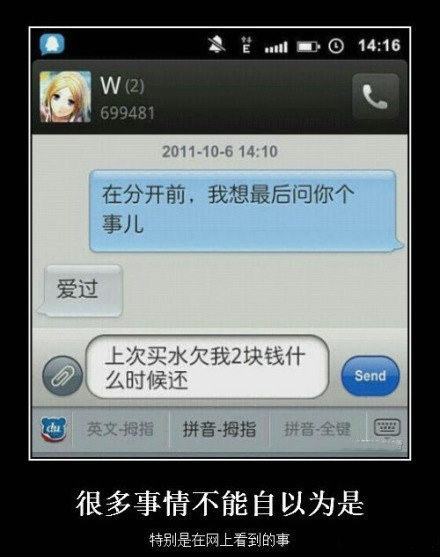 E
14:16
W (2)
699481
2011-10-6 14:10
在分开前，我想最后问你个
事儿
爱过
上次买水欠我2块钱什
么时候还
Send
du
英文-拇指
拼音-拇指
拼音-全键
很多事情不能自以为是
特别是在网上看到的事